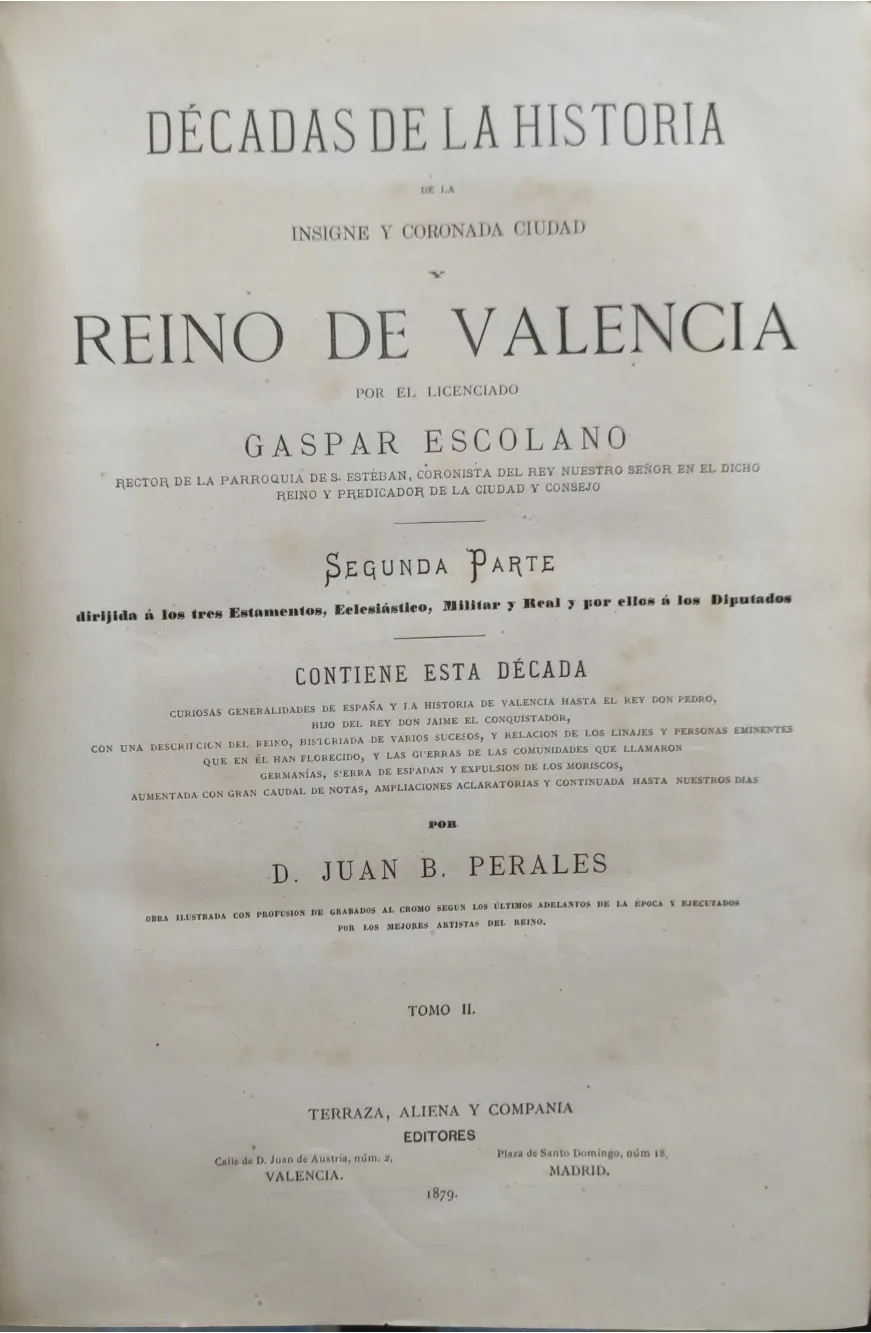 DÉCADAS DE LA HISTORIA
DE LA
INSIGNE Y CORONADA CIUDAD
Y
REINO DE VALENCIA
POR EL LICENCIADO
GASPAR ESCOLANO
RECTOR DE LA PARROQUIA DE S. ESTÉBAN, CORONISTA DEL REY NUESTRO SEÑOR EN EL DICHO
REINO Y PREDICADOR DE LA CIUDAD Y CONSEJO
SEGUNDA PARTE
dirijida á los tres Estamentos, Eclesiástico, Militar y Real y por ellos á los Diputados
CONTIENE ESTA DÉCADA
CURIOSAS GENERALIDADES DE ESPAÑA Y LA HISTORIA DE VALENCIA HASTA EL REY DON PEDRO,
HIJO DEL REY DON JAIME EL CONQUISTADOR,
CON UNA DESCRIPCION DEL REINO, HISTORIADA DE VARIOS SUCESOS, Y RELACION DE LOS LINAJES Y PERSONAS EMINENTES
QUE EN ÉL HAN FLORECIDO, Y LAS GUERRAS DE LAS COMUNIDADES QUE LLAMARON
GERMANÍAS, SIERRA DE ESPADAN Y EXPULSION DE LOS MORISCOS,
AUMENTADA CON GRAN CAUDAL DE NOTAS, AMPLIACIONES ACLARATORIAS Y CONTINUADA HASTA NUESTROS DIAS
POR
D. JUAN B. PERALES
OBRA ILUSTRADA CON PROFUSION DE GRABADOS AL CROMO SEGUN LOS ÚLTIMOS ADELANTOS DE LA ÉPOCA Y EJECUTADOS
POR LOS MEJORES ARTISTAS DEL REINO.
TOMO II.
TERRAZA, ALIENA Y COMPANIA
EDITORES
Calle de D. Juan de Austria, núm. 2,
VALENCIA.
Plaza de Santo Domingo, núm 18,
MADRID.
1879.